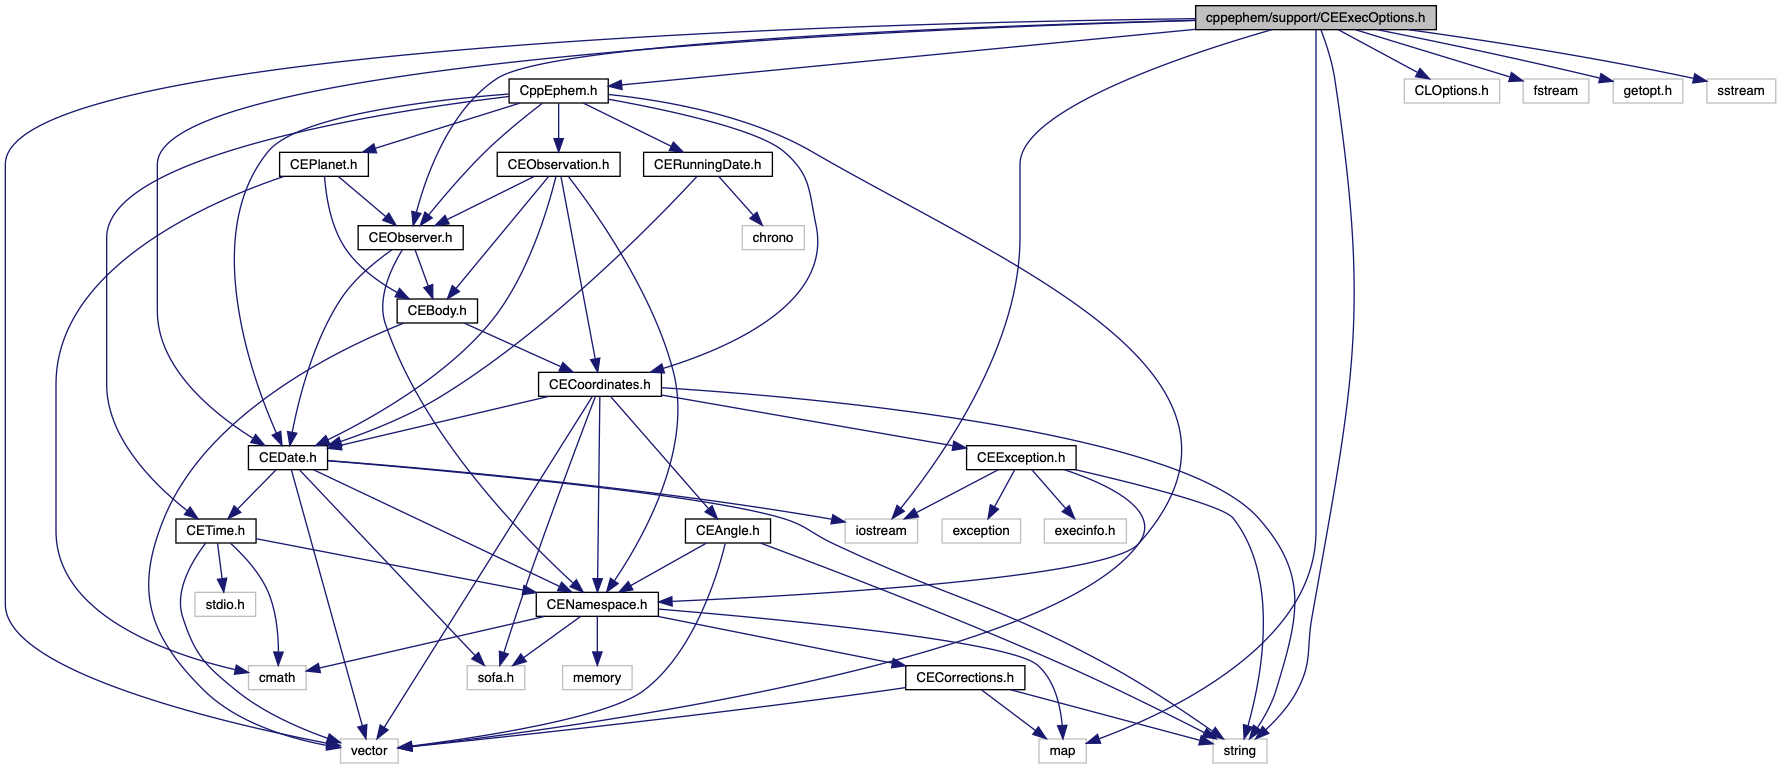 cppephem/support/CEExecOptions.h
CppEphem.h
CLOptions.h
fstream
getopt.h
sstream
CEPlanet.h
CEObservation.h
CERunningDate.h
CEObserver.h
chrono
CEBody.h
CECoordinates.h
CEDate.h
CEException.h
CETime.h
CEAngle.h
iostream
exception
execinfo.h
stdio.h
CENamespace.h
cmath
sofa.h
memory
CECorrections.h
vector
map
string